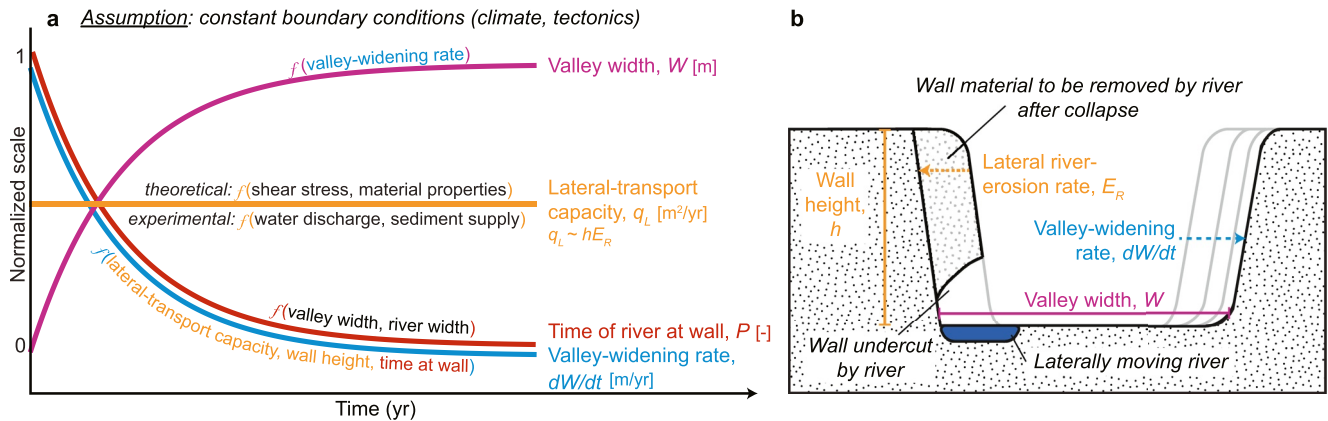 a Assumption: constant boundary conditions (climate, tectonics)
1
0
Normalized scale
Time (yr)
f(valley-widening rate)
Valley width, W [m]
theoretical: f(shear stress, material properties)
experimental: f(water discharge, sediment supply)
Lateral-transport
capacity, qL [m²/yr]
qL ~ hER
f(lateral-transport capacity, wall height, time at wall)
f(valley width, river width)
Time of river at wall, P [-]
Valley-widening rate,
dW/dt [m/yr]
b
Wall material to be removed by river
after collapse
Wall
height,
h
Lateral river-
erosion rate, ER
Valley-widening
rate, dW/dt
Valley width, W
Wall undercut
by river
Laterally moving river